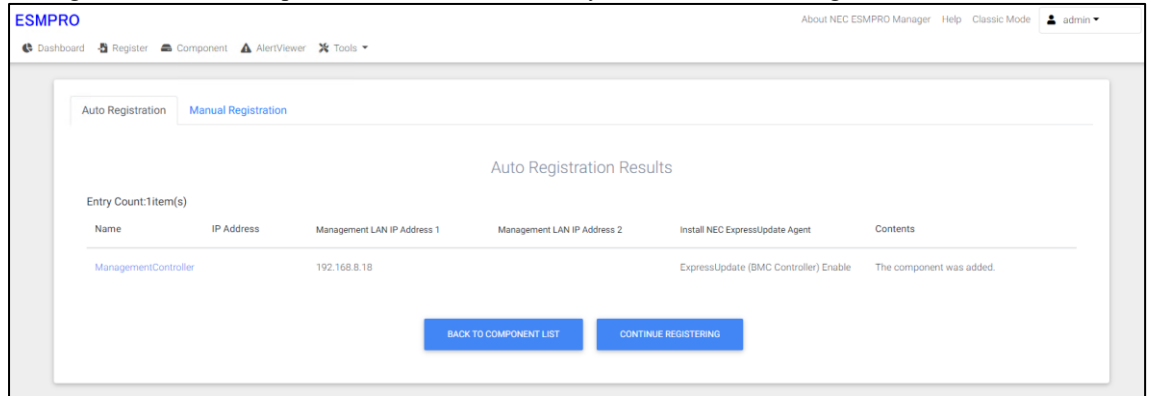 ESMPRO
About NEC ESMPRO Manager Help Classic Mode admin
Dashboard Register Component AlertViewer Tools
Auto Registration Manual Registration
Auto Registration Results
Entry Count:1item(s)
Name IP Address Management LAN IP Address 1 Management LAN IP Address 2 Install NEC ExpressUpdate Agent Contents
ManagementController 192.168.8.18 ExpressUpdate (BMC Controller) Enable The component was added.
BACK TO COMPONENT LIST CONTINUE REGISTERING